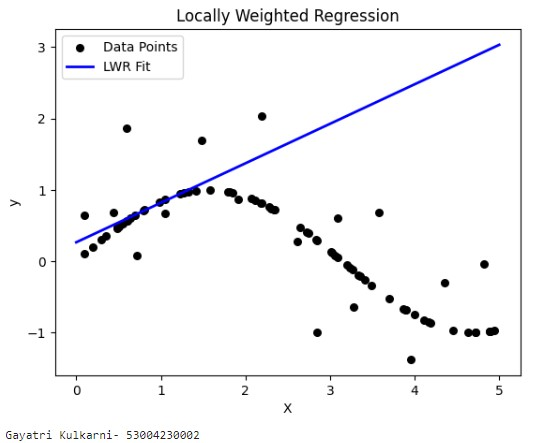 Locally Weighted Regression
Data Points
LWR Fit
3
2
1
0
−1
y
0 1 2 3 4 5
X
Gayatri Kulkarni- 53004230002